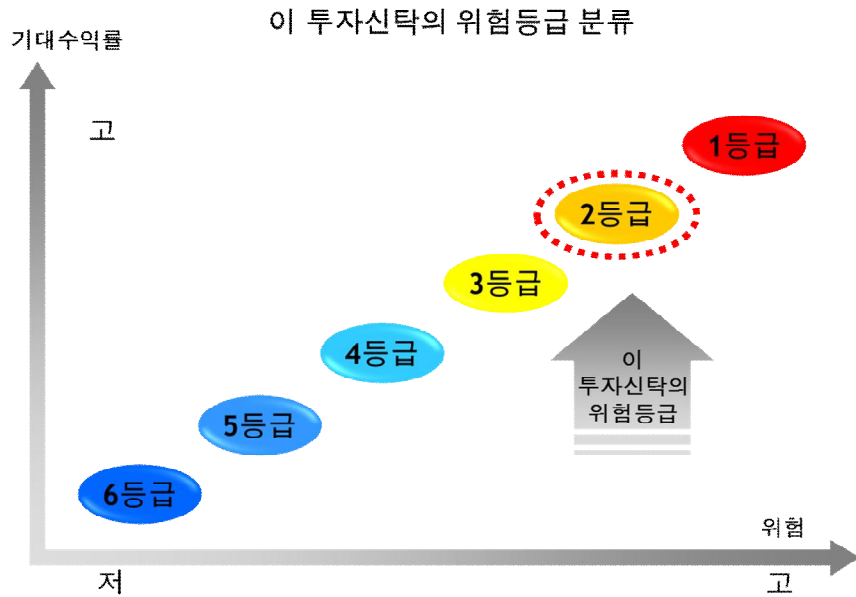 이 투자신탁의 위험등급 분류
기대수익률
고
1등급
2등급
3등급
4등급
이
투자신탁의
위험등급
5등급
6등급
위험
저
고